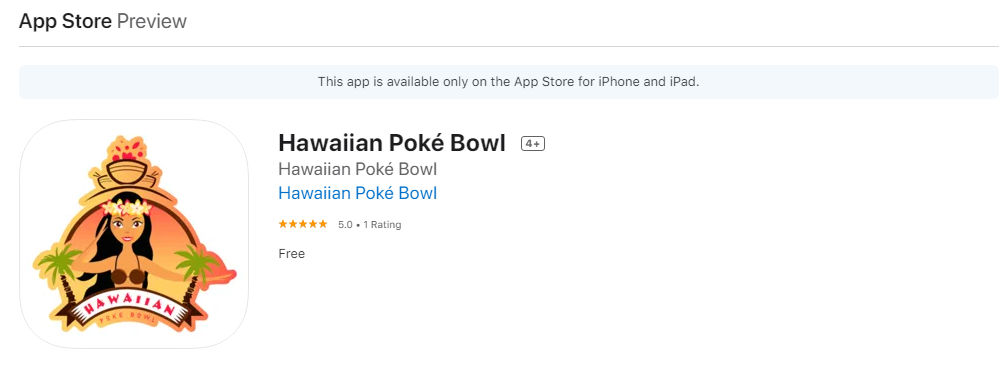 App Store Preview
This app is available only on the App Store for iPhone and iPad.
Hawaiian Poké Bowl 4+
Hawaiian Poké Bowl
Hawaiian Poké Bowl
5.0 • 1 Rating
Free
HAWAIIAN
POKE BOWL